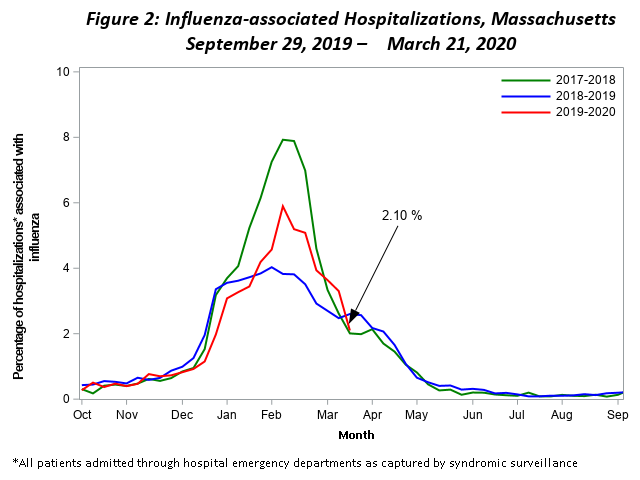 Figure 2: Influenza-associated Hospitalizations, Massachusetts
September 29, 2019 – March 21, 2020
10
8
6
4
2
0
Percentage of hospitalizations* associated with
influenza
2017-2018
2018-2019
2019-2020
2.10 %
Oct Nov Dec Jan Feb Mar Apr May Jun Jul Aug Sep
Month
*All patients admitted through hospital emergency departments as captured by syndromic surveillance